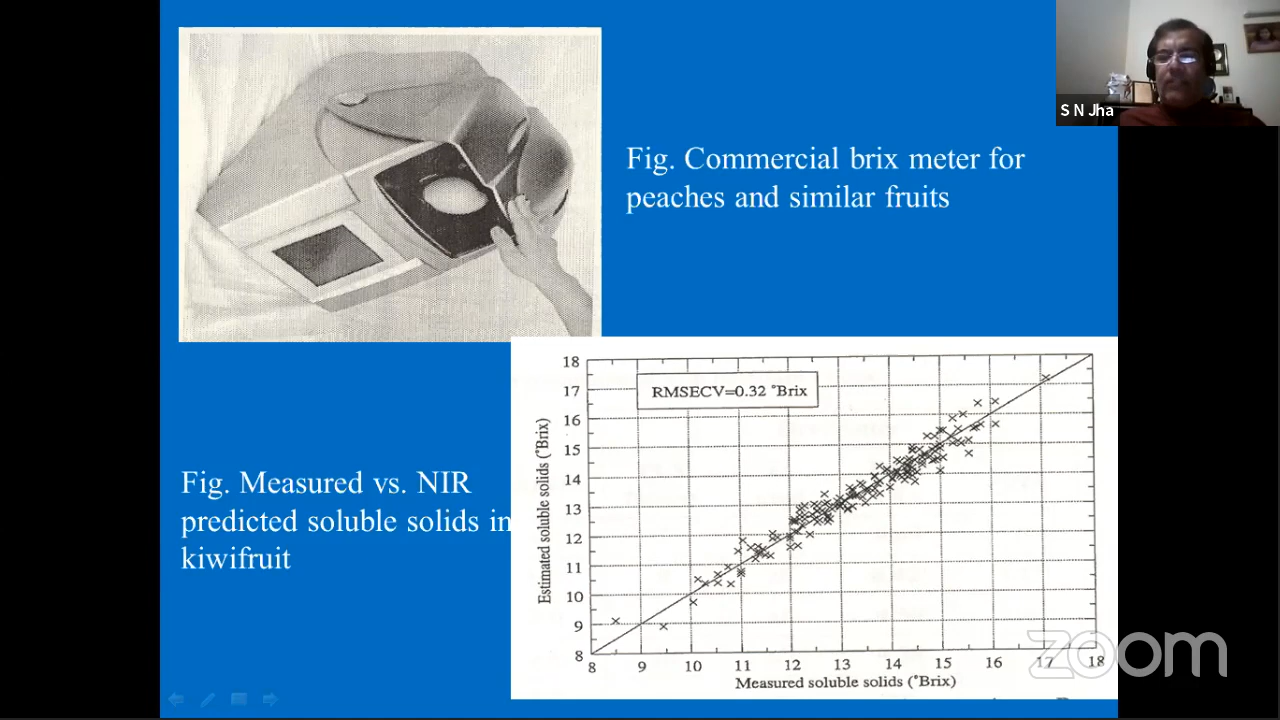 S N Jha
Fig. Commercial brix meter for
peaches and similar fruits
Fig. Measured vs. NIR
predicted soluble solids in
kiwifruit
RMSECV=0.32 °Brix
Estimated soluble solids (°Brix)
18
17
16
15
14
13
12
11
10
9
8
8 9 10 11 12 13 14 15 16 17 18
Measured soluble solids (°Brix)
zoom